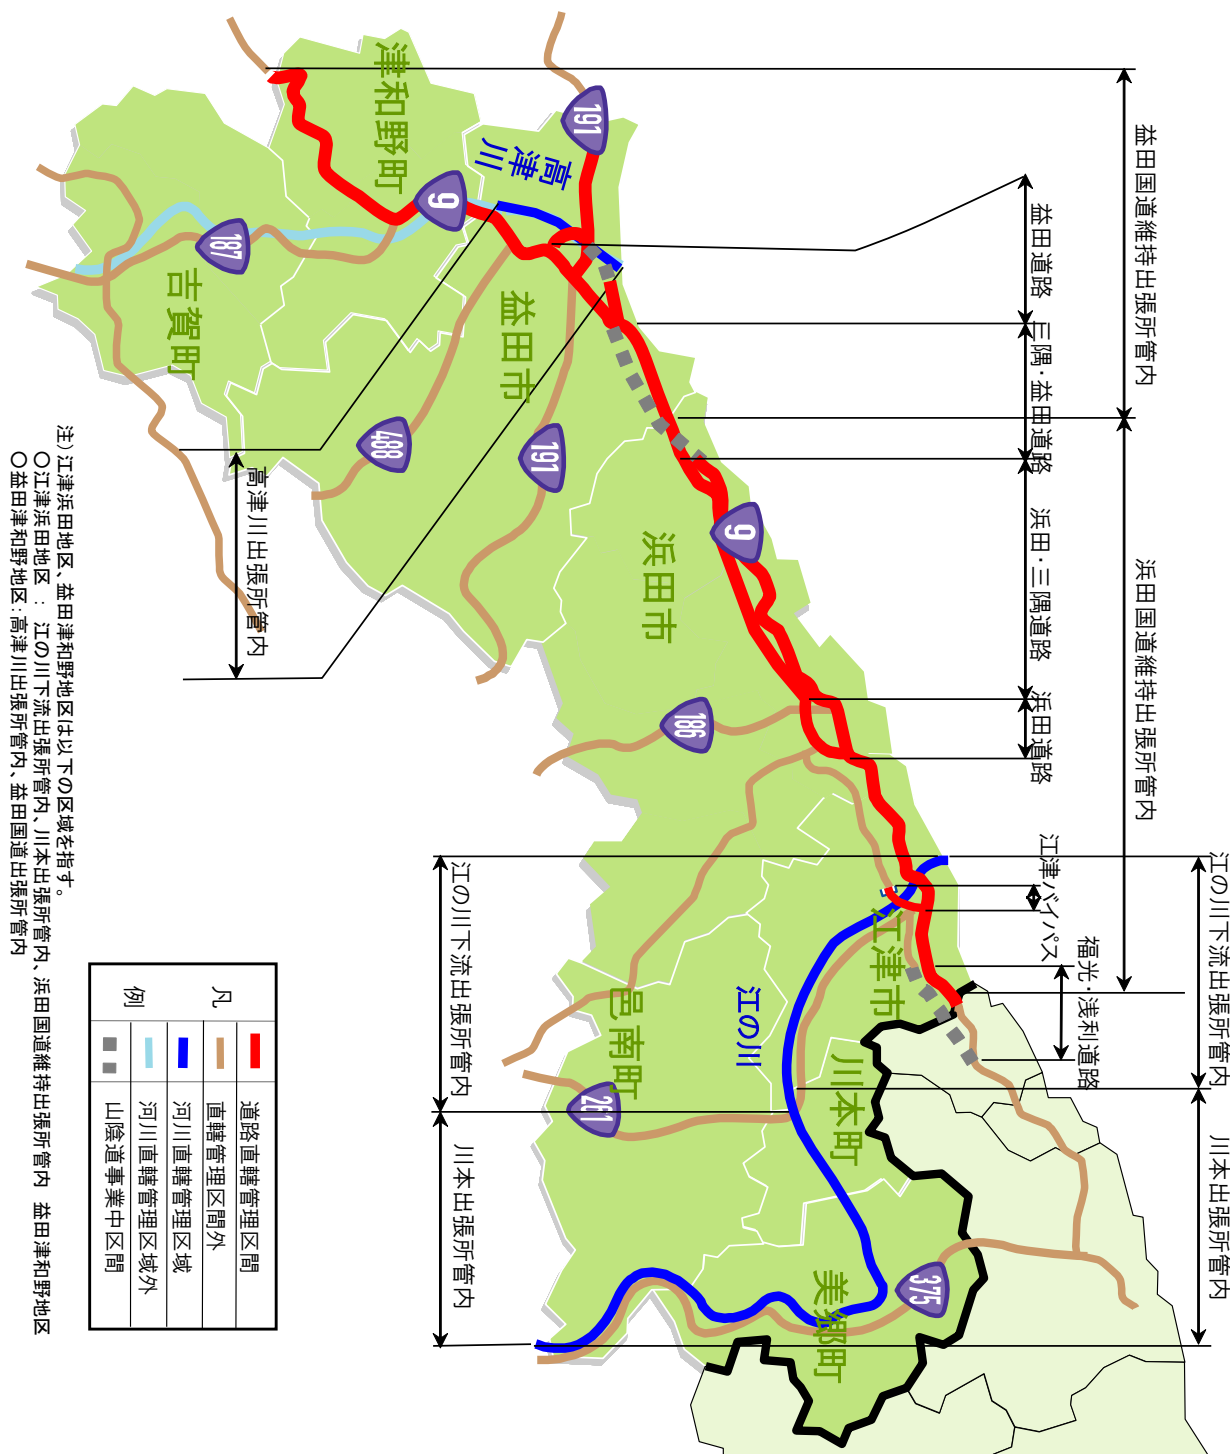 益田国道維持出張所管内
浜田国道維持出張所管内
江の川下流出張所管内
川本出張所管内
益田道路
三隅・益田道路
浜田・三隅道路
浜田道路
江津バイパス
福光・浅利道路
津和野町
高津川
191
9
187
吉賀町
益田市
488
191
浜田市
9
186
江津市
江の川
邑南町
261
川本町
美郷町
375
高津川出張所管内
江の川下流出張所管内
川本出張所管内
注)江津浜田地区、益田津和野地区は以下の区域を指す。
○江津浜田地区 : 江の川下流出張所管内、川本出張所管内、浜田国道維持出張所管内 益田津和野地区
○益田津和野地区:高津川出張所管内、益田国道出張所管内
凡例
道路直轄管理区間
直轄管理区間外
河川直轄管理区域
河川直轄管理区域外
山陰道事業中区間